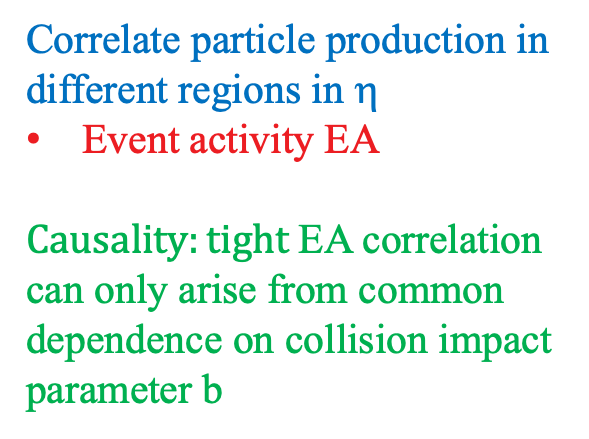 Correlate particle production in
different regions in η
• Event activity EA
Causality: tight EA correlation
can only arise from common
dependence on collision impact
parameter b